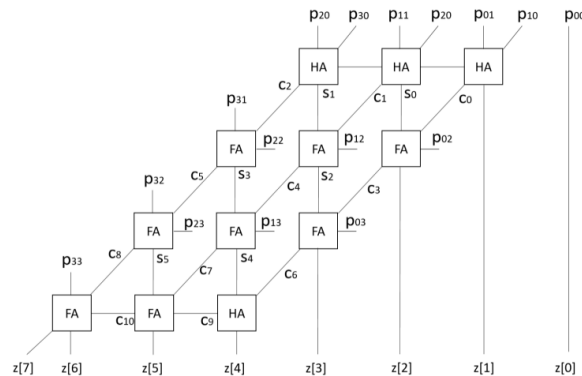 p20 p30 p11 p20 p01 p10 p00
HA HA HA
C2 S1 C1 S0 C0
p31
FA p22 FA p12 FA p02
p32 C5 S3 C4 S2 C3
FA p23 FA p13 FA p03
p33 C8 S5 C7 S4 C6
FA C10 FA C9 HA
z[7] z[6] z[5] z[4] z[3] z[2] z[1] z[0]